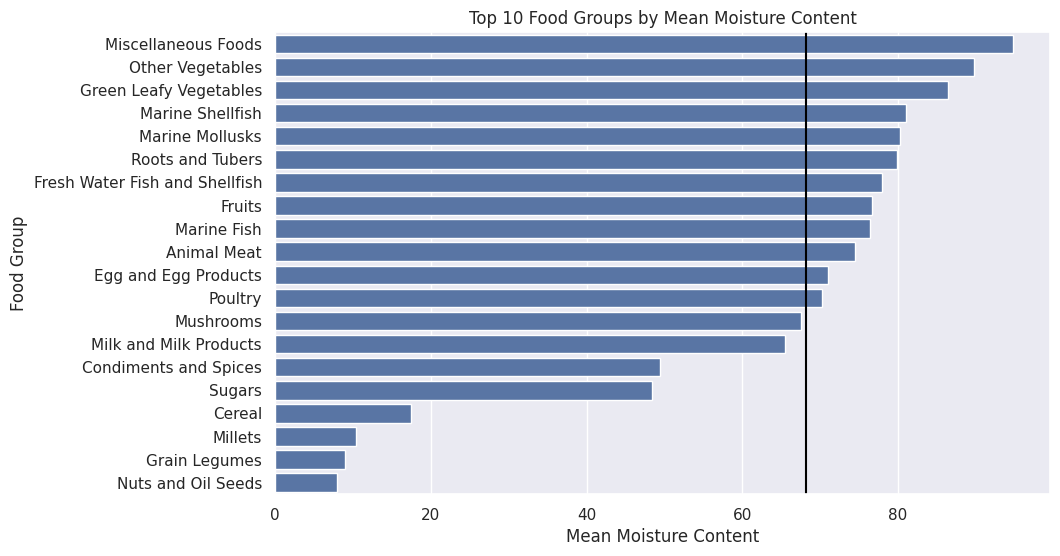 Top 10 Food Groups by Mean Moisture Content
Food Group
Miscellaneous Foods
Other Vegetables
Green Leafy Vegetables
Marine Shellfish
Marine Mollusks
Roots and Tubers
Fresh Water Fish and Shellfish
Fruits
Marine Fish
Animal Meat
Egg and Egg Products
Poultry
Mushrooms
Milk and Milk Products
Condiments and Spices
Sugars
Cereal
Millets
Grain Legumes
Nuts and Oil Seeds
0 20 40 60 80
Mean Moisture Content